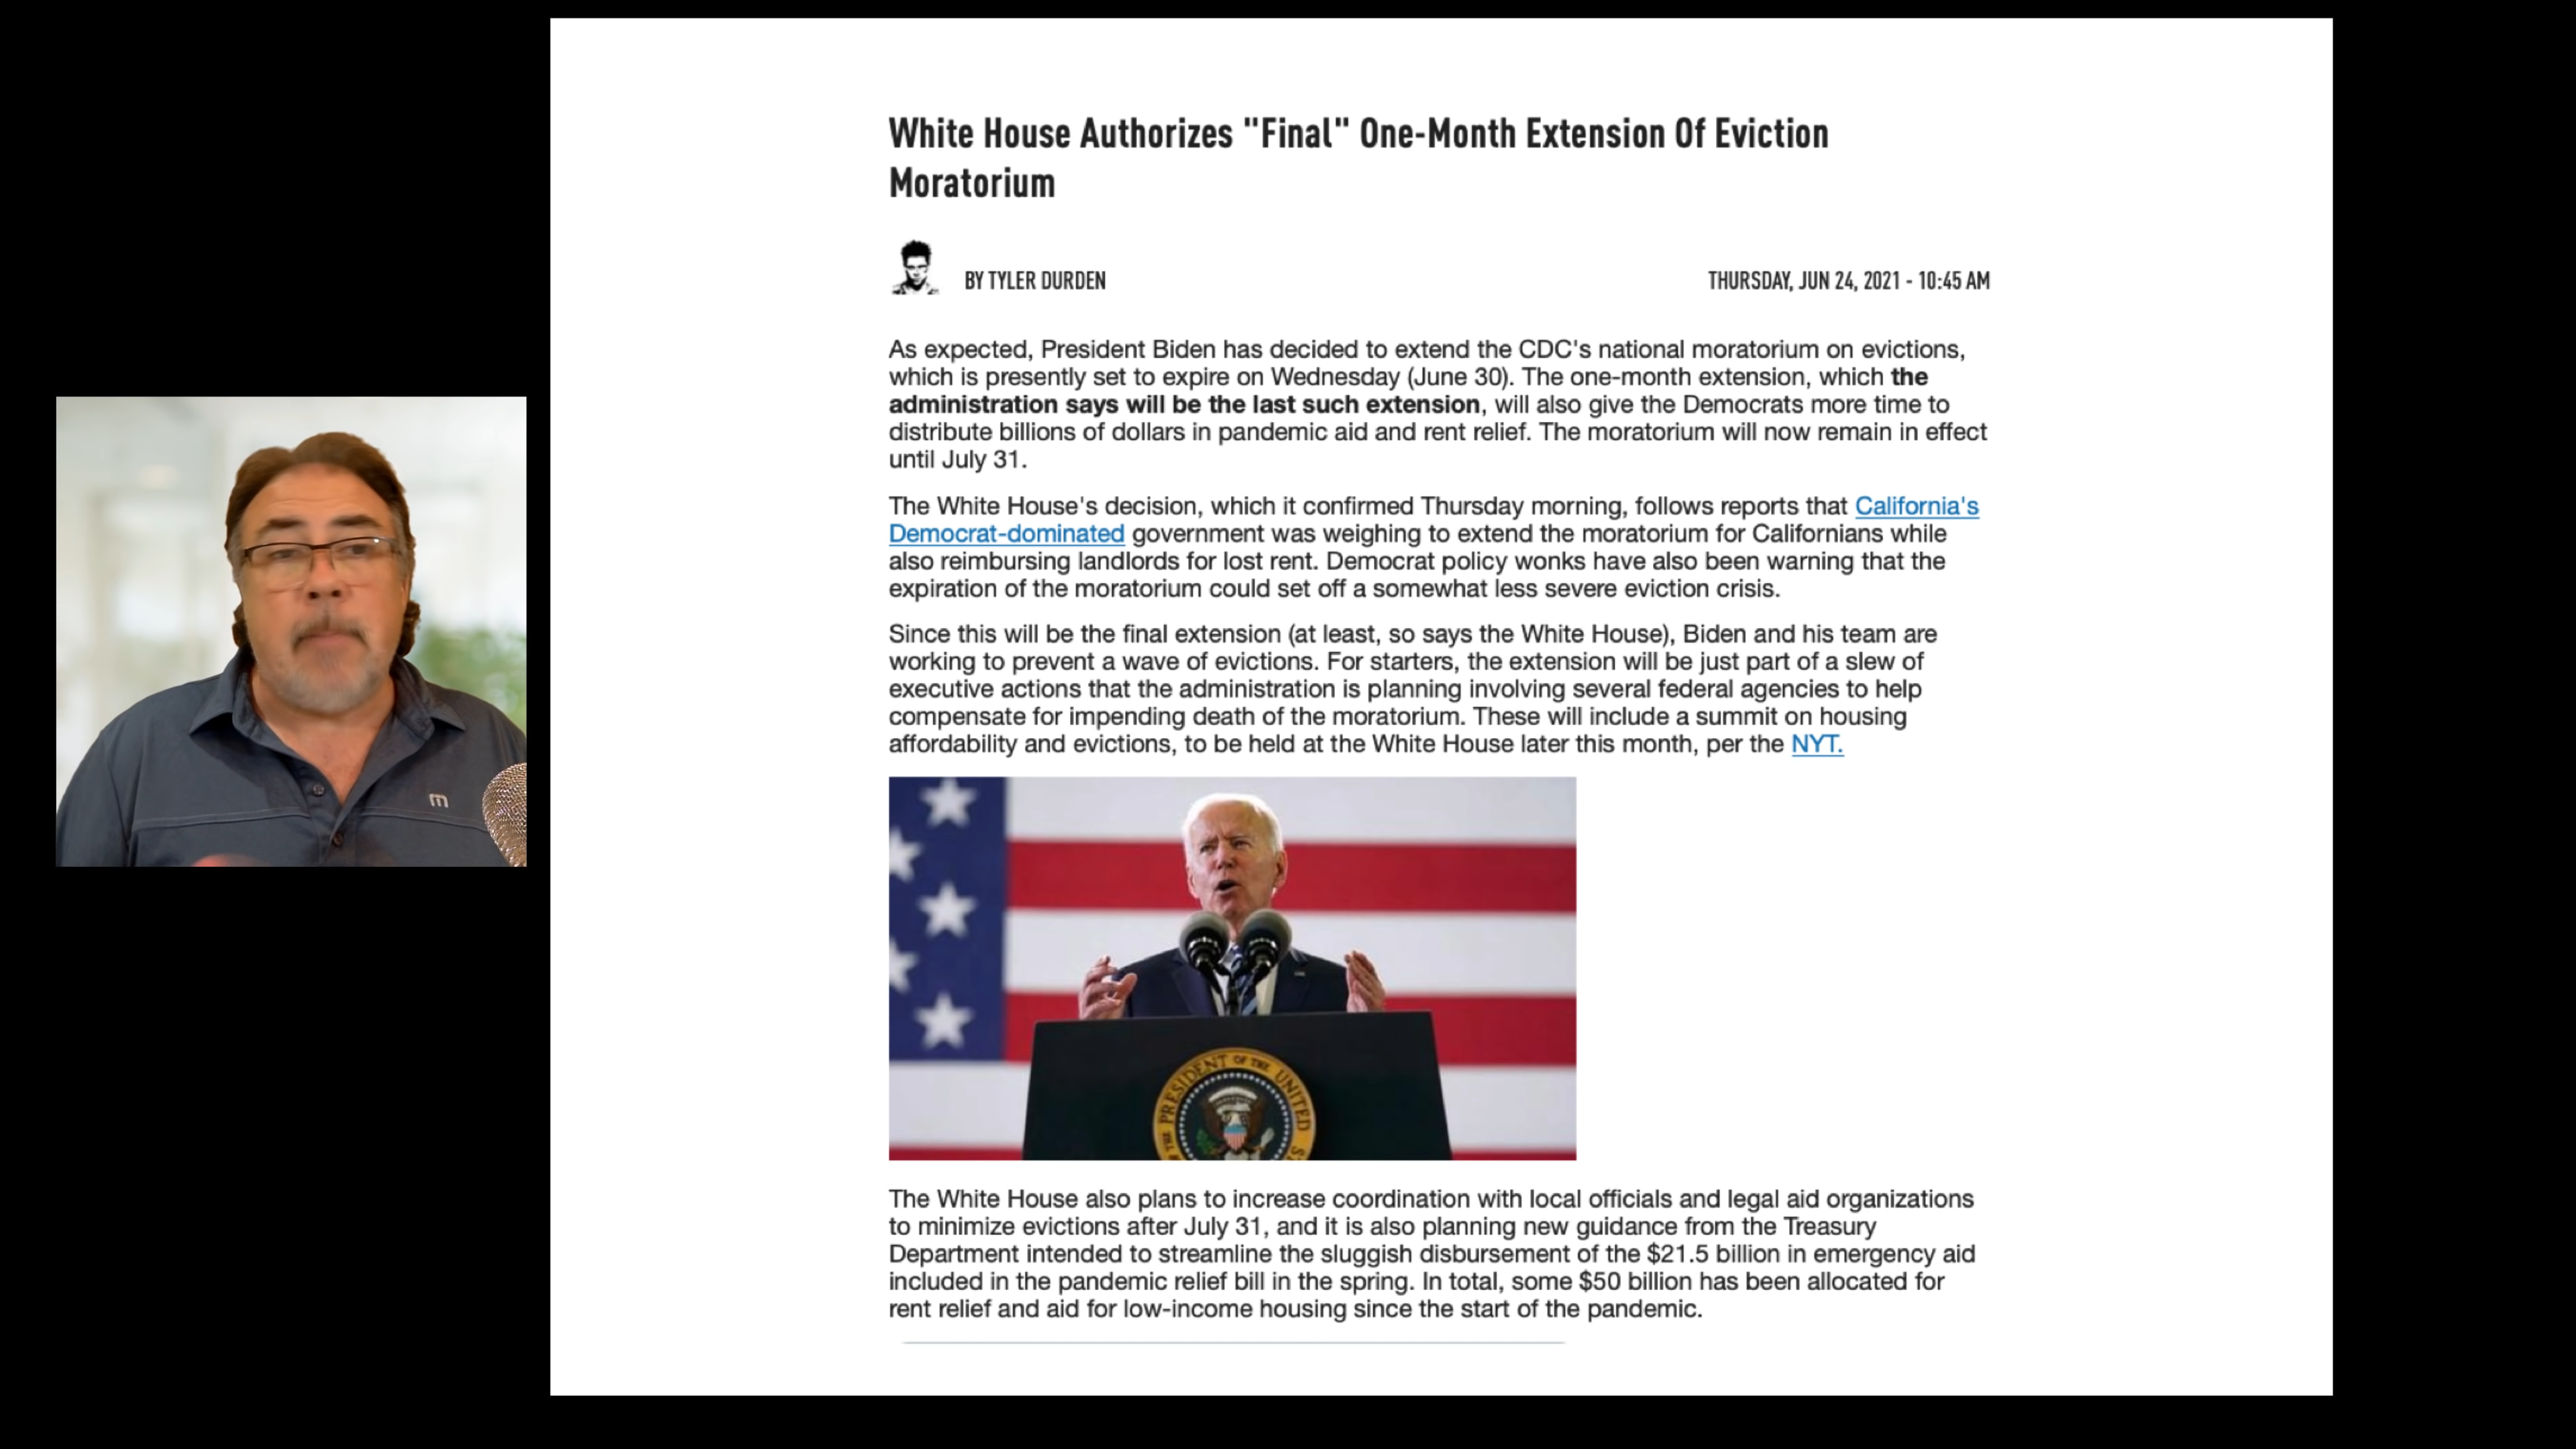 White House Authorizes "Final" One-Month Extension Of Eviction
Moratorium
BY TYLER DURDEN
THURSDAY, JUN 24, 2021 - 10:45 AM
As expected, President Biden has decided to extend the CDC's national moratorium on evictions,
which is presently set to expire on Wednesday (June 30). The one-month extension, which the
administration says will be the last such extension, will also give the Democrats more time to
distribute billions of dollars in pandemic aid and rent relief. The moratorium will now remain in effect
until July 31.
The White House's decision, which it confirmed Thursday morning, follows reports that California's
Democrat-dominated government was weighing to extend the moratorium for Californians while
also reimbursing landlords for lost rent. Democrat policy wonks have also been warning that the
expiration of the moratorium could set off a somewhat less severe eviction crisis.
Since this will be the final extension (at least, so says the White House), Biden and his team are
working to prevent a wave of evictions. For starters, the extension will be just part of a slew of
executive actions that the administration is planning involving several federal agencies to help
compensate for impending death of the moratorium. These will include a summit on housing
affordability and evictions, to be held at the White House later this month, per the NYT.
m
THE PRESIDENT OF THE UNITED S
The White House also plans to increase coordination with local officials and legal aid organizations
to minimize evictions after July 31, and it is also planning new guidance from the Treasury
Department intended to streamline the sluggish disbursement of the $21.5 billion in emergency aid
included in the pandemic relief bill in the spring. In total, some $50 billion has been allocated for
rent relief and aid for low-income housing since the start of the pandemic.